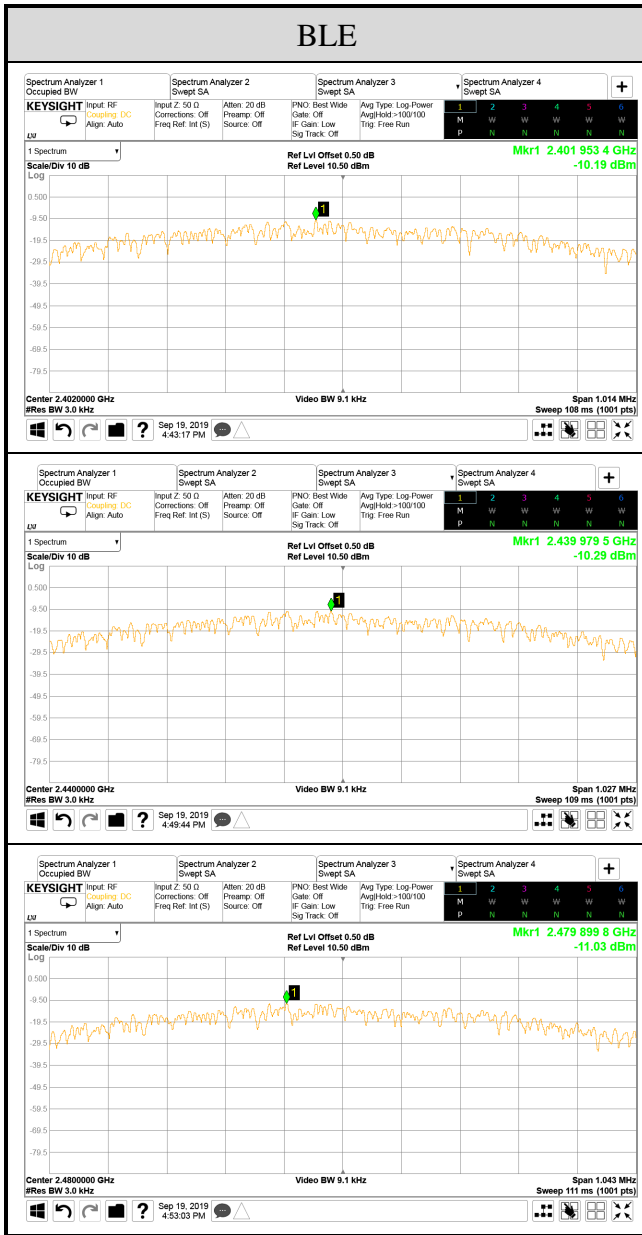 BLE
Spectrum Analyzer 1 Spectrum Analyzer 2 Spectrum Analyzer 3 Spectrum Analyzer 4
Occupied BW Swept SA Swept SA Swept SA
KEYSIGHT Input: RF Input Z: 50 Ω Atten: 20 dB PNO: Best Wide Avg Type: Log-Power 1 2 3 4 5 6
Coupling: DC Corrections: Off Preamp: Off Gate: Off Avg|Hold:>100/100 M W W W W W
Align: Auto Freq Ref: Int (S) Source: Off IF Gain: Low Trig: Free Run
LXI Sig Track: Off P N N N N N
1 Spectrum Mkr1 2.401 953 4 GHz
Ref Lvl Offset 0.50 dB
Scale/Div 10 dB Ref Level 10.50 dBm -10.19 dBm
Log
0.500
1
-9.50
-19.5
-29.5
-39.5
-49.5
-59.5
-69.5
-79.5
Center 2.4020000 GHz Video BW 9.1 kHz Span 1.014 MHz
#Res BW 3.0 kHz Sweep 108 ms (1001 pts)
? Sep 19, 2019
4:43:17 PM
Spectrum Analyzer 1 Spectrum Analyzer 2 Spectrum Analyzer 3 Spectrum Analyzer 4
Occupied BW Swept SA Swept SA Swept SA
KEYSIGHT Input: RF Input Z: 50 Ω Atten: 20 dB PNO: Best Wide Avg Type: Log-Power 1 2 3 4 5 6
Coupling: DC Corrections: Off Preamp: Off Gate: Off Avg|Hold:>100/100 M W W W W W
Align: Auto Freq Ref: Int (S) Source: Off IF Gain: Low Trig: Free Run
LXI Sig Track: Off P N N N N N
1 Spectrum Mkr1 2.439 979 5 GHz
Ref Lvl Offset 0.50 dB
Scale/Div 10 dB Ref Level 10.50 dBm -10.29 dBm
Log
0.500
1
-9.50
-19.5
-29.5
-39.5
-49.5
-59.5
-69.5
-79.5
Center 2.4400000 GHz Video BW 9.1 kHz Span 1.027 MHz
#Res BW 3.0 kHz Sweep 109 ms (1001 pts)
? Sep 19, 2019
4:49:44 PM
Spectrum Analyzer 1 Spectrum Analyzer 2 Spectrum Analyzer 3 Spectrum Analyzer 4
Occupied BW Swept SA Swept SA Swept SA
KEYSIGHT Input: RF Input Z: 50 Ω Atten: 20 dB PNO: Best Wide Avg Type: Log-Power 1 2 3 4 5 6
Coupling: DC Corrections: Off Preamp: Off Gate: Off Avg|Hold:>100/100 M W W W W W
Align: Auto Freq Ref: Int (S) Source: Off IF Gain: Low Trig: Free Run
LXI Sig Track: Off P N N N N N
1 Spectrum Mkr1 2.479 899 8 GHz
Ref Lvl Offset 0.50 dB
Scale/Div 10 dB Ref Level 10.50 dBm -11.03 dBm
Log
0.500
1
-9.50
-19.5
-29.5
-39.5
-49.5
-59.5
-69.5
-79.5
Center 2.4800000 GHz Video BW 9.1 kHz Span 1.043 MHz
#Res BW 3.0 kHz Sweep 111 ms (1001 pts)
? Sep 19, 2019
4:53:03 PM